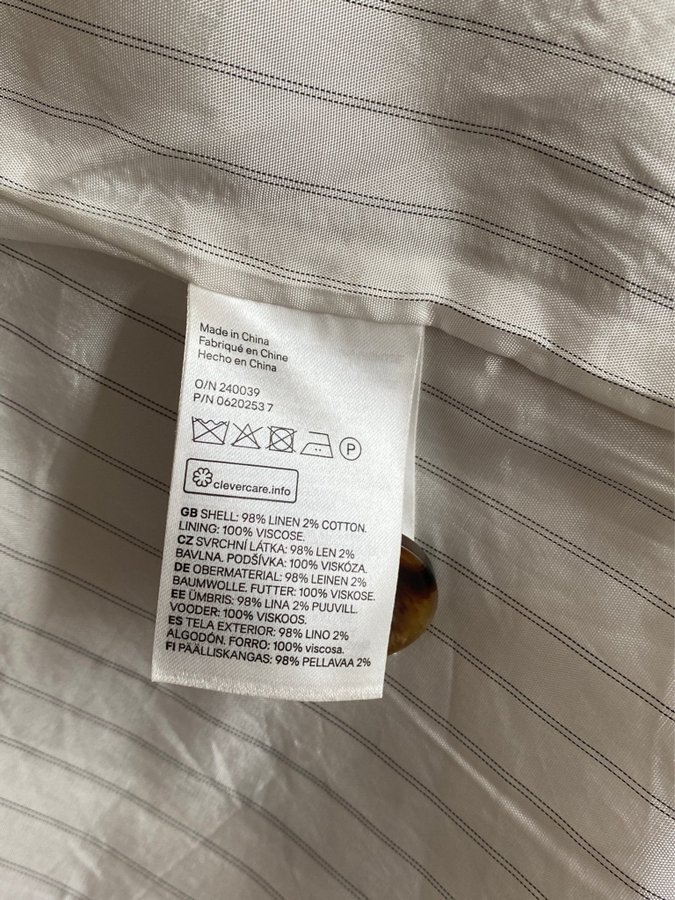 Made in China
Fabriqué en Chine
Hecho en China
O/N 240039
P/N 0620253 7
P
clevercare.info
GB SHELL: 98% LINEN 2% COTTON.
LINING: 100% VISCOSE.
CZ SVRCHNÍ LÁTKA: 98% LEN 2%
BAVLNA. PODŠÍVKA: 100% VISKÓZA.
DE OBERMATERIAL: 98% LEINEN 2%
BAUMWOLLE. FUTTER: 100% VISKOSE.
EE ÜMBRIS: 98% LINA 2% PUUVILL.
VOODER: 100% VISKOOS.
ES TELA EXTERIOR: 98% LINO 2%
ALGODÓN. FORRO: 100% viscosa.
FI PÄÄLLISKANGAS: 98% PELLAVAA 2%